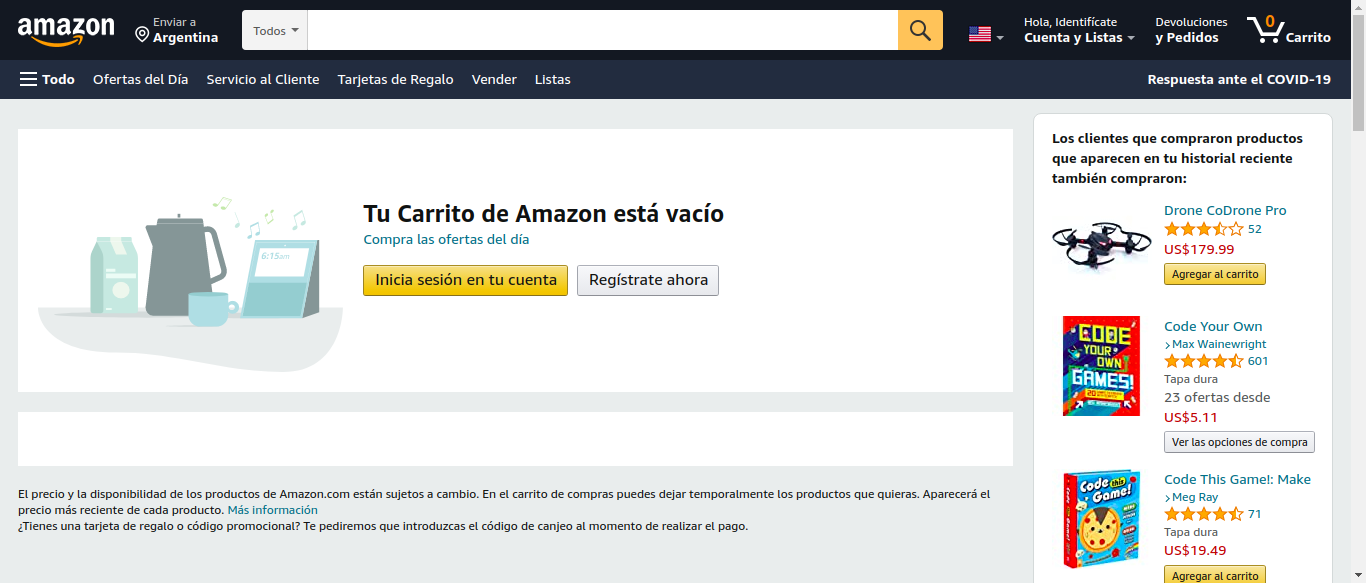 amazon
Enviar a
Argentina
Todos
Hola, Identifícate
Cuenta y Listas
Devoluciones
y Pedidos
0
Carrito
Todo
Ofertas del Día
Servicio al Cliente
Tarjetas de Regalo
Vender
Listas
Respuesta ante el COVID-19
6:15am
Tu Carrito de Amazon está vacío
Compra las ofertas del día
Inicia sesión en tu cuenta
Regístrate ahora
El precio y la disponibilidad de los productos de Amazon.com están sujetos a cambio. En el carrito de compras puedes dejar temporalmente los productos que quieras. Aparecerá el
precio más reciente de cada producto. Más información
¿Tienes una tarjeta de regalo o código promocional? Te pediremos que introduzcas el código de canjeo al momento de realizar el pago.
Los clientes que compraron productos
que aparecen en tu historial reciente
también compraron:
Drone CoDrone Pro
52
US$179.99
Agregar al carrito
CODE
YOUR
OWN
GAMES!
20
Code Your Own
›Max Wainewright
601
Tapa dura
23 ofertas desde
US$5.11
Ver las opciones de compra
Code this
Game!
Code This Game!: Make
›Meg Ray
71
Tapa dura
US$19.49
Agregar al carrito